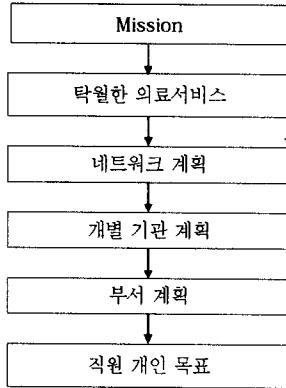 Mission
탁월한 의료서비스
네트워크 계획
개별 기관 계획
부서 계획
직원 개인 목표